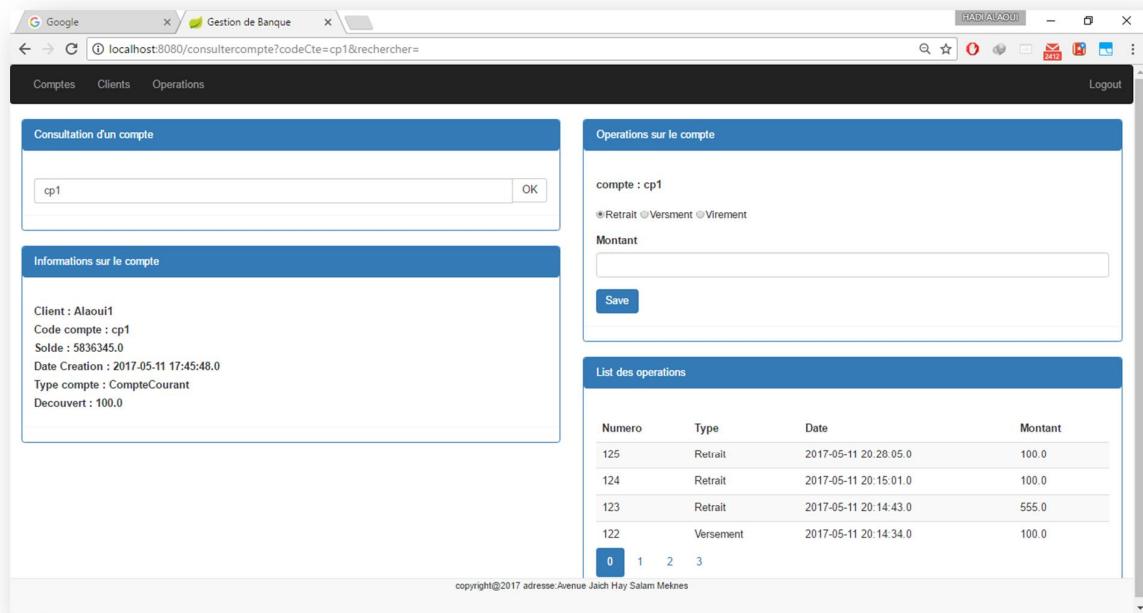 Google
Gestion de Banque
HADI ALAOUI
localhost:8080/consultercompte?codeCte=cp1&rechercher=
2412
Comptes Clients Operations Logout
Consultation d'un compte
cp1 OK
Informations sur le compte
Client : Alaoui1
Code compte : cp1
Solde : 5836345.0
Date Creation : 2017-05-11 17:45:48.0
Type compte : CompteCourant
Decouvert : 100.0
Operations sur le compte
compte : cp1
Retrait Versment Virement
Montant
Save
List des operations
Numero Type Date Montant
125 Retrait 2017-05-11 20:28:05.0 100.0
124 Retrait 2017-05-11 20:15:01.0 100.0
123 Retrait 2017-05-11 20:14:43.0 555.0
122 Versement 2017-05-11 20:14:34.0 100.0
0 1 2 3
copyright@2017 adresse:Avenue Jaich Hay Salam Meknes